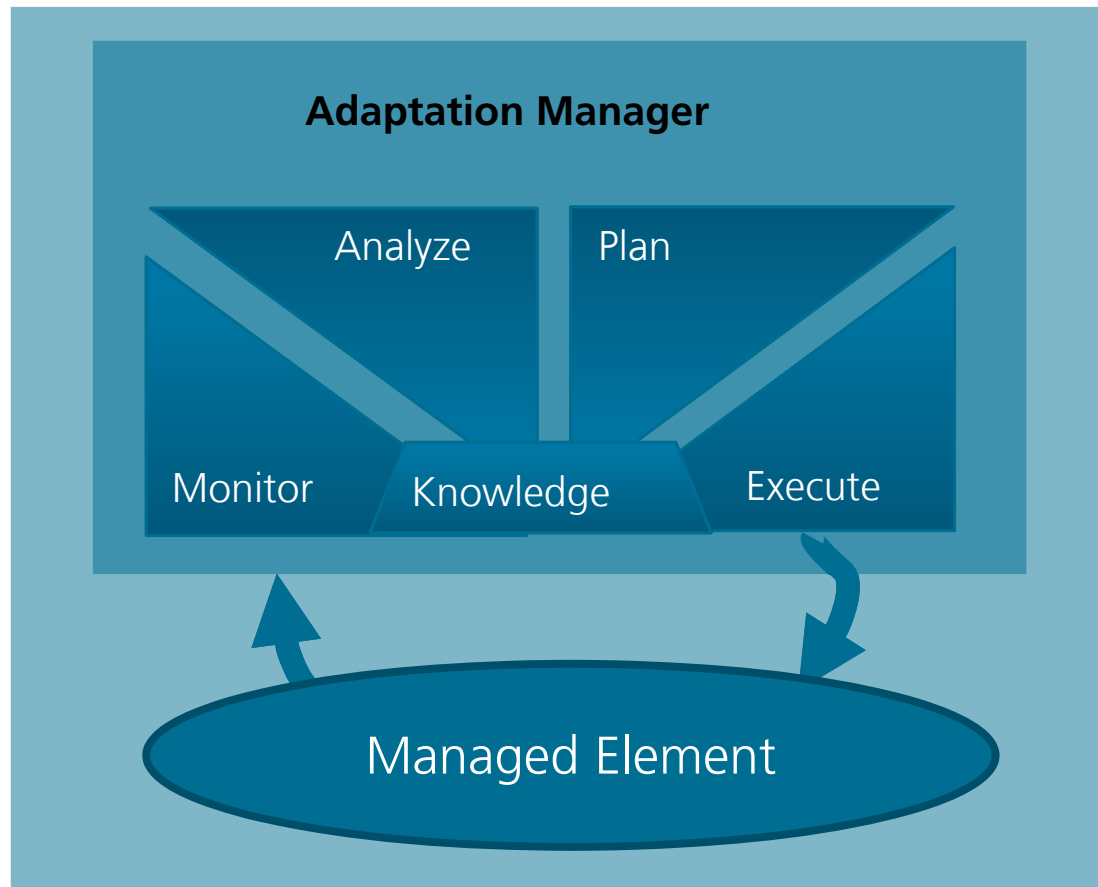 Adaptation Manager
Analyze
Plan
Monitor
Knowledge
Execute
Managed Element